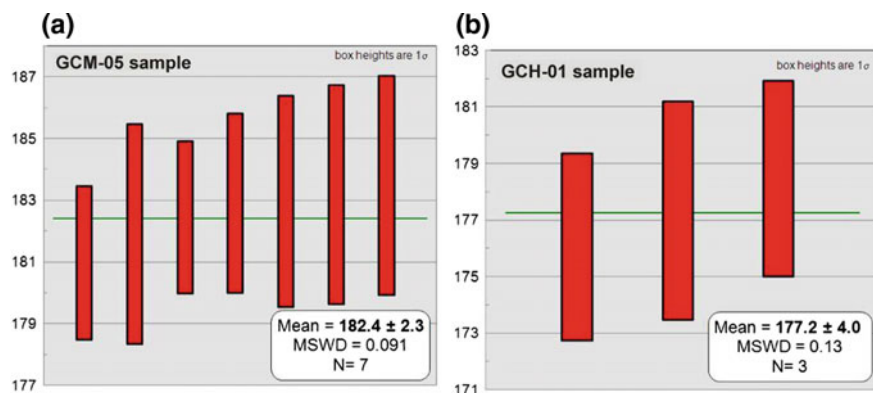 (a)
GCM-05 sample
box heights are 1σ
187
185
183
181
179
177
Mean = 182.4 ± 2.3
MSWD = 0.091
N= 7
(b)
GCH-01 sample
box heights are 1σ
183
181
179
177
175
173
171
Mean = 177.2 ± 4.0
MSWD = 0.13
N= 3